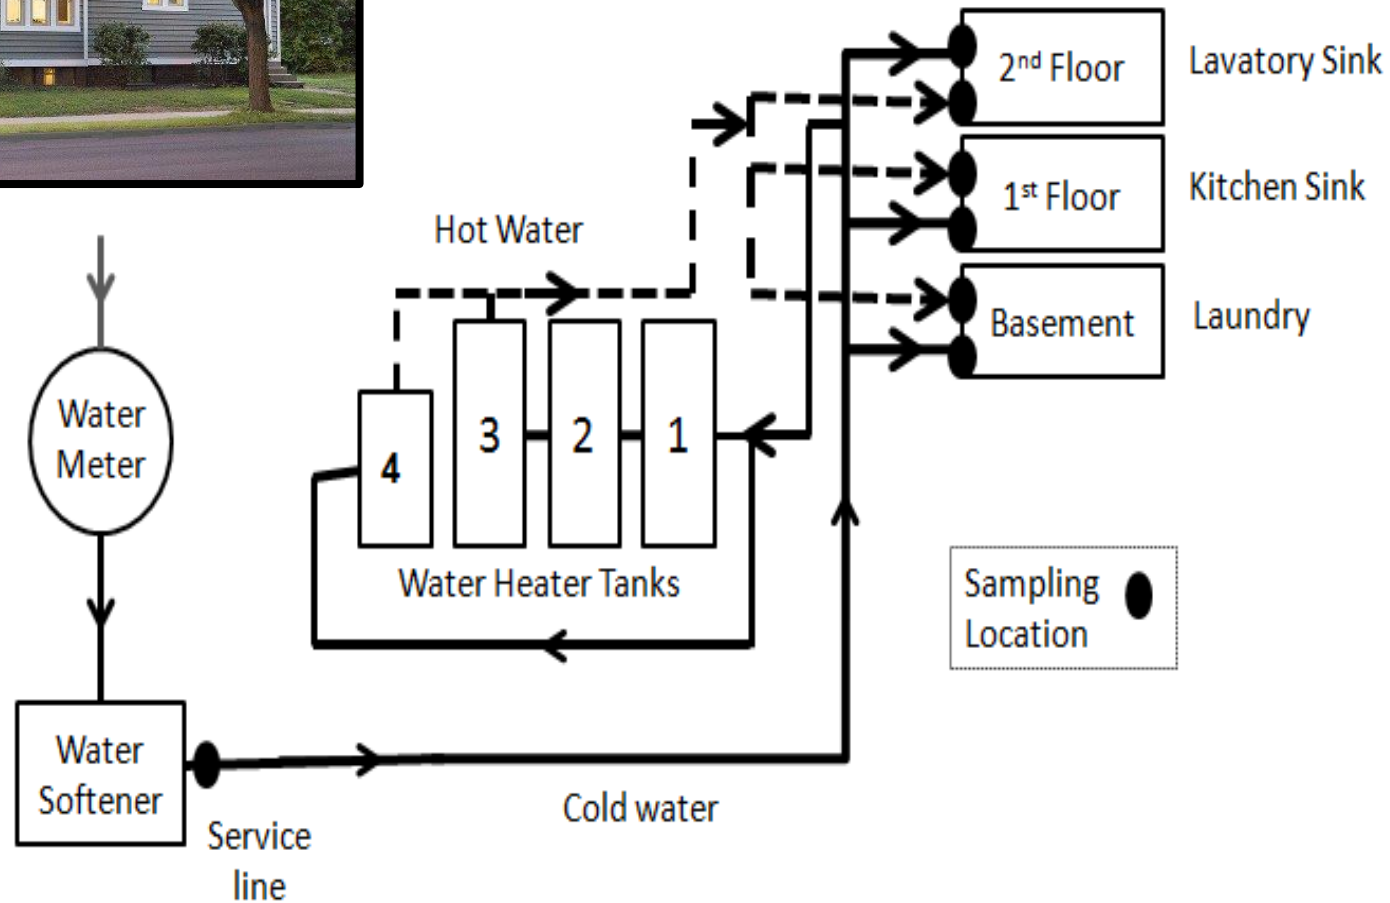 2nd Floor
Lavatory Sink
1st Floor
Kitchen Sink
Hot Water
Basement
Laundry
Water
Meter
4
3
2
1
Water Heater Tanks
Sampling
Location
Water
Softener
Cold water
Service
line